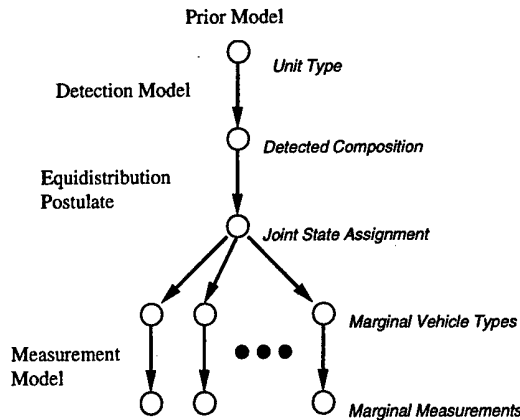 Prior Model
Unit Type
Detection Model
Detected Composition
Equidistribution
Postulate
Joint State Assignment
Marginal Vehicle Types
Measurement
Model
Marginal Measurements